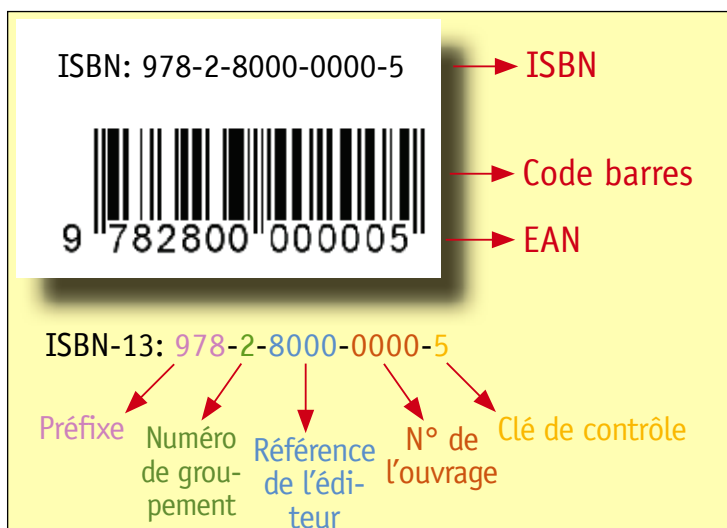 ISBN: 978-2-8000-0000-5
ISBN
Code barres
9 782800 000005
EAN
ISBN-13: 978-2-8000-0000-5
Préfixe
Numéro
de grou-
pement
Référence
de l'édi-
teur
N° de
l'ouvrage
Clé de contrôle